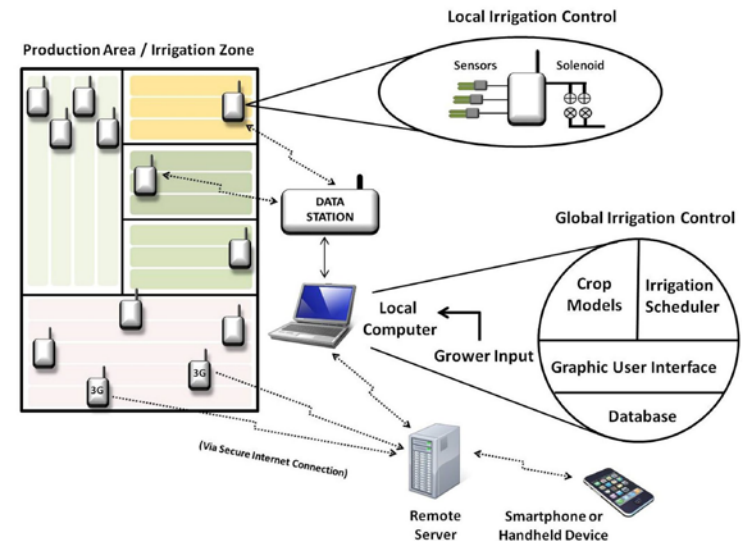 Local Irrigation Control
Production Area / Irrigation Zone
Sensors
Solenoid
DATA
STATION
Global Irrigation Control
Crop
Models
Irrigation
Scheduler
Local
Computer
Grower Input
Graphic User Interface
Database
3G
3G
(Via Secure Internet Connection)
Remote
Server
Smartphone or
Handheld Device